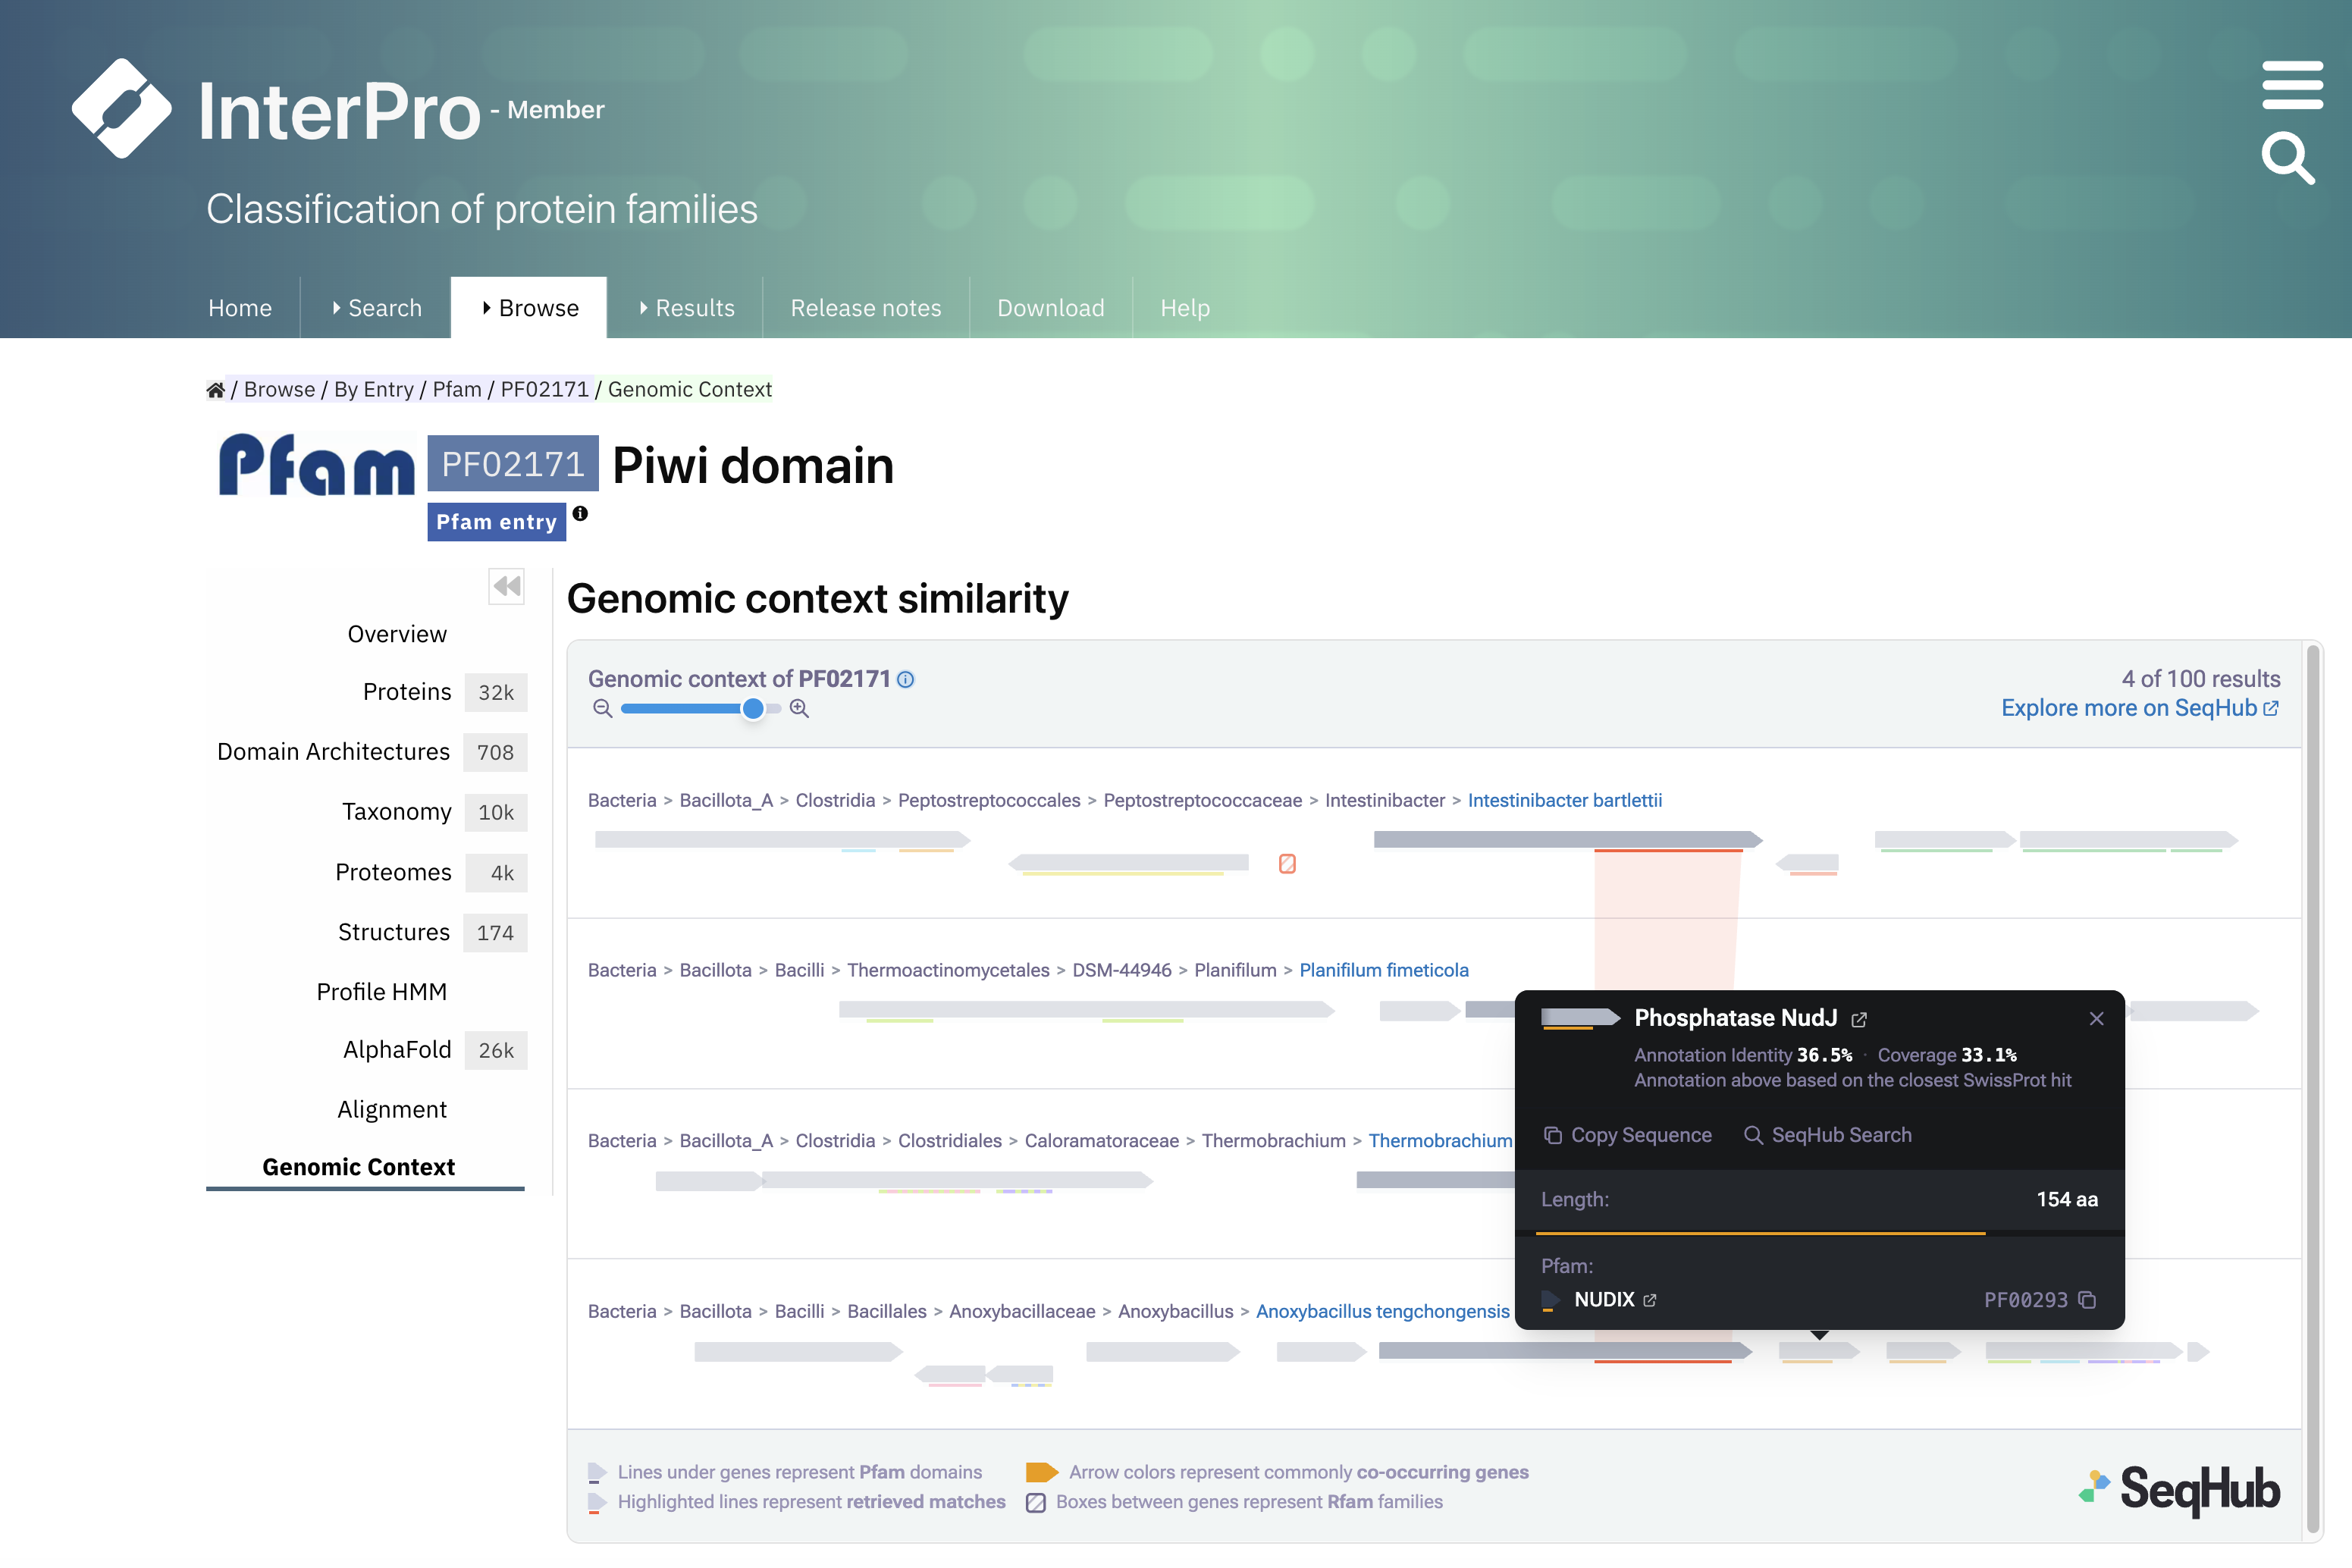 InterPro - Member
Classification of protein families
Home Search Browse Results Release notes Download Help
/ Browse / By Entry / Pfam / PF02171 / Genomic Context
Pfam PF02171 Piwi domain
Pfam entry
Overview
Proteins 32k
Domain Architectures 708
Taxonomy 10k
Proteomes 4k
Structures 174
Profile HMM
AlphaFold 26k
Alignment
Genomic Context
Genomic context similarity
Genomic context of PF02171
4 of 100 results
Explore more on SeqHub
Bacteria > Bacillota_A > Clostridia > Peptostreptococcales > Peptostreptococcaceae > Intestinibacter > Intestinibacter bartlettii
Bacteria > Bacillota > Bacilli > Thermoactinomycetales > DSM-44946 > Planifilum > Planifilum fimeticola
Bacteria > Bacillota_A > Clostridia > Clostridiales > Caloramatoraceae > Thermobrachium > Thermobrachium
Bacteria > Bacillota > Bacilli > Bacillales > Anoxybacillaceae > Anoxybacillus > Anoxybacillus tengchongensis
Phosphatase NudJ
Annotation Identity 36.5% · Coverage 33.1%
Annotation above based on the closest SwissProt hit
Copy Sequence SeqHub Search
Length: 154 aa
Pfam:
NUDIX PF00293
Lines under genes represent Pfam domains
Arrow colors represent commonly co-occurring genes
Highlighted lines represent retrieved matches
Boxes between genes represent Rfam families
SeqHub